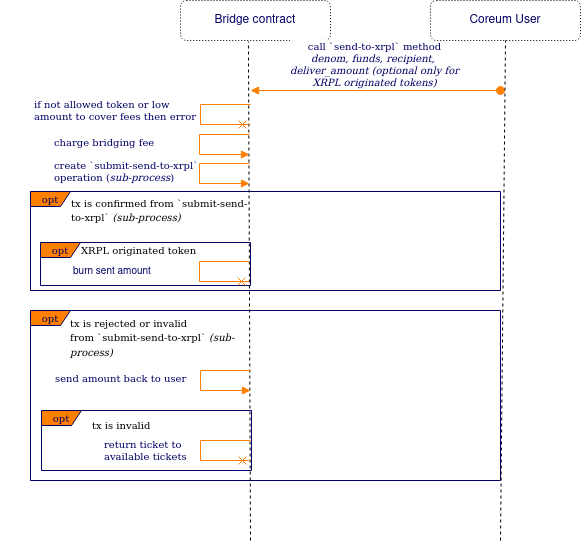 Bridge contract
Coreum User
call `send-to-xrpl` method
denom, funds, recipient,
deliver_amount (optional only for
XRPL originated tokens)
if not allowed token or low
amount to cover fees then error
charge bridging fee
create `submit-send-to-xrpl`
operation (sub-process)
opt
tx is confirmed from `submit-send-
to-xrpl` (sub-process)
opt
XRPL originated token
burn sent amount
opt
tx is rejected or invalid
from `submit-send-to-xrpl` (sub-
process)
send amount back to user
opt
tx is invalid
return ticket to
available tickets